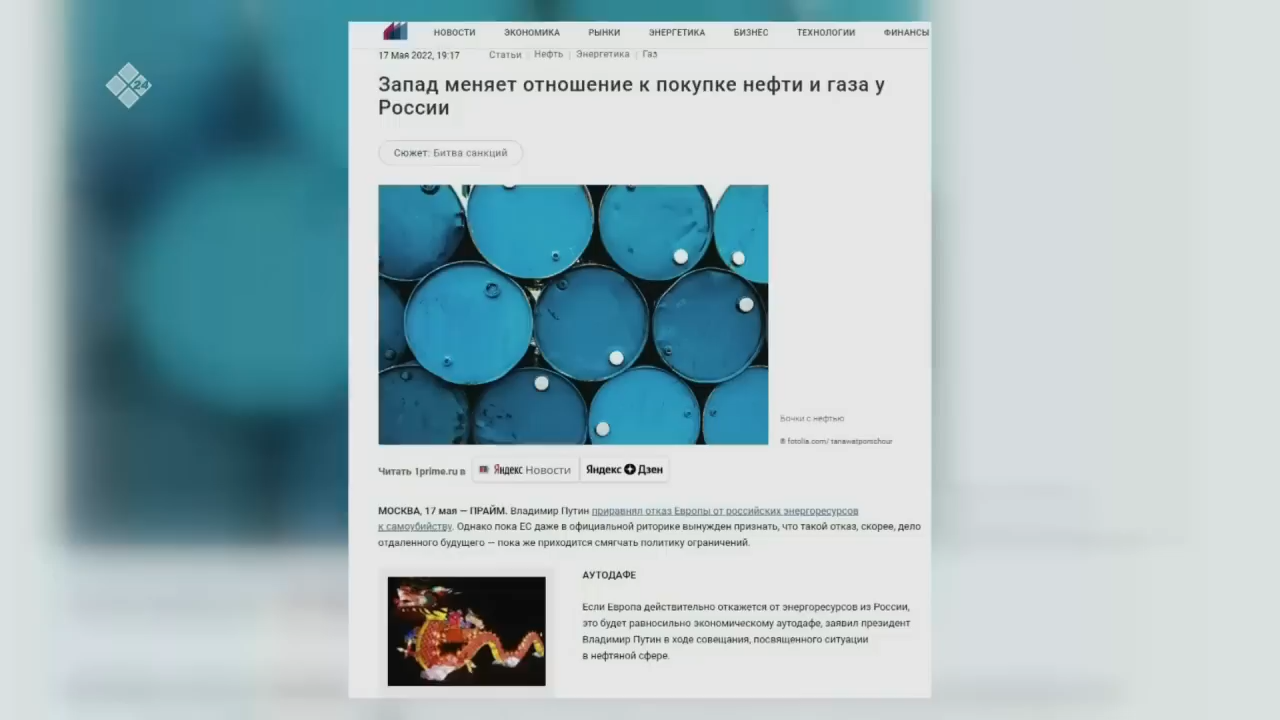 НОВОСТИ ЭКОНОМИКА РЫНКИ ЭНЕРГЕТИКА БИЗНЕС ТЕХНОЛОГИИ ФИНАНСЫ
17 Мая 2022, 19:17 Статьи | Нефть | Энергетика | Газ
24
Запад меняет отношение к покупке нефти и газа у
России
Сюжет: Битва санкций
Бочки с нефтью
© fotolia.com/ tanawatpontchour
Читать 1prime.ru в Яндекс Новости Яндекс Дзен
МОСКВА, 17 мая — ПРАЙМ. Владимир Путин приравнял отказ Европы от российских энергоресурсов
к самоубийству. Однако пока ЕС даже в официальной риторике вынужден признать, что такой отказ, скорее, дело
отдаленного будущего — пока же приходится смягчать политику ограничений.
АУТОДАФЕ
Если Европа действительно откажется от энергоресурсов из России,
это будет равносильно экономическому аутодафе, заявил президент
Владимир Путин в ходе совещания, посвященного ситуации
в нефтяной сфере.